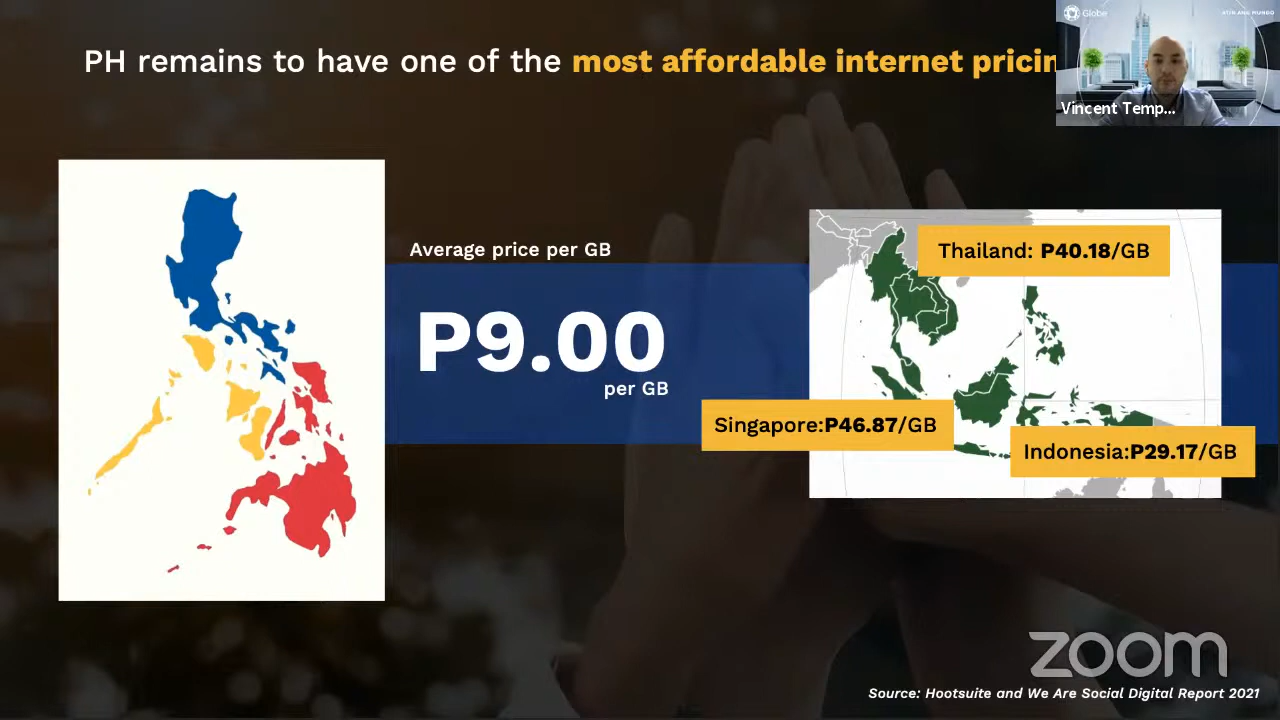 PH remains to have one of the most affordable internet
Globe
Vincent Temp...
Average price per GB
P9.00
per GB
Thailand: P40.18/GB
Singapore:P46.87/GB
Indonesia:P29.17/GB
zoom
Source: Hootsuite and We Are Social Digital Report 2021